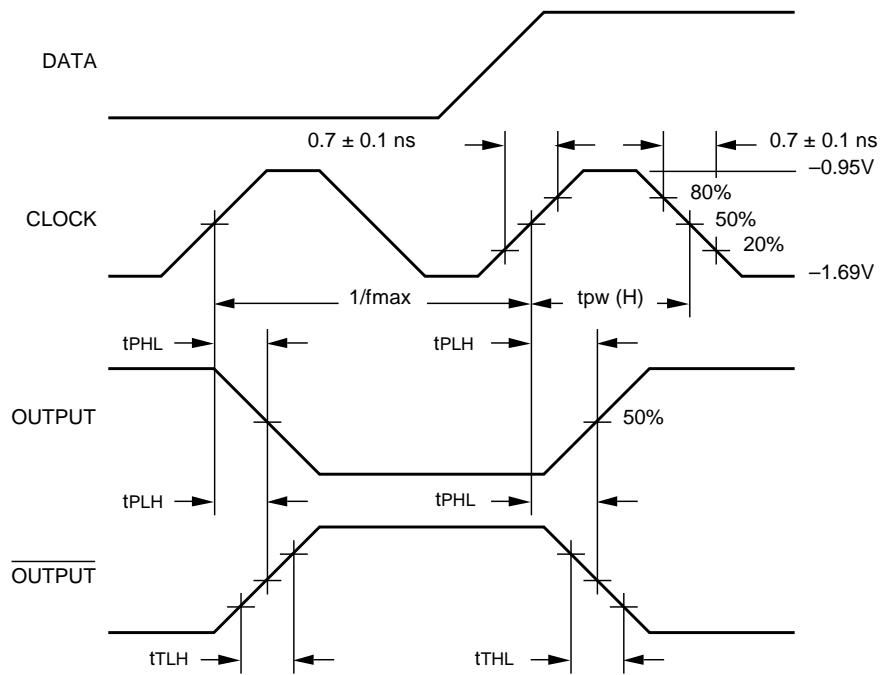 DATA
0.7 ± 0.1 ns
0.7 ± 0.1 ns
–0.95V
80%
CLOCK
50%
20%
–1.69V
1/fmax
tpw (H)
tPHL
tPLH
OUTPUT
50%
tPLH
tPHL
OUTPUT
tTLH
tTHL